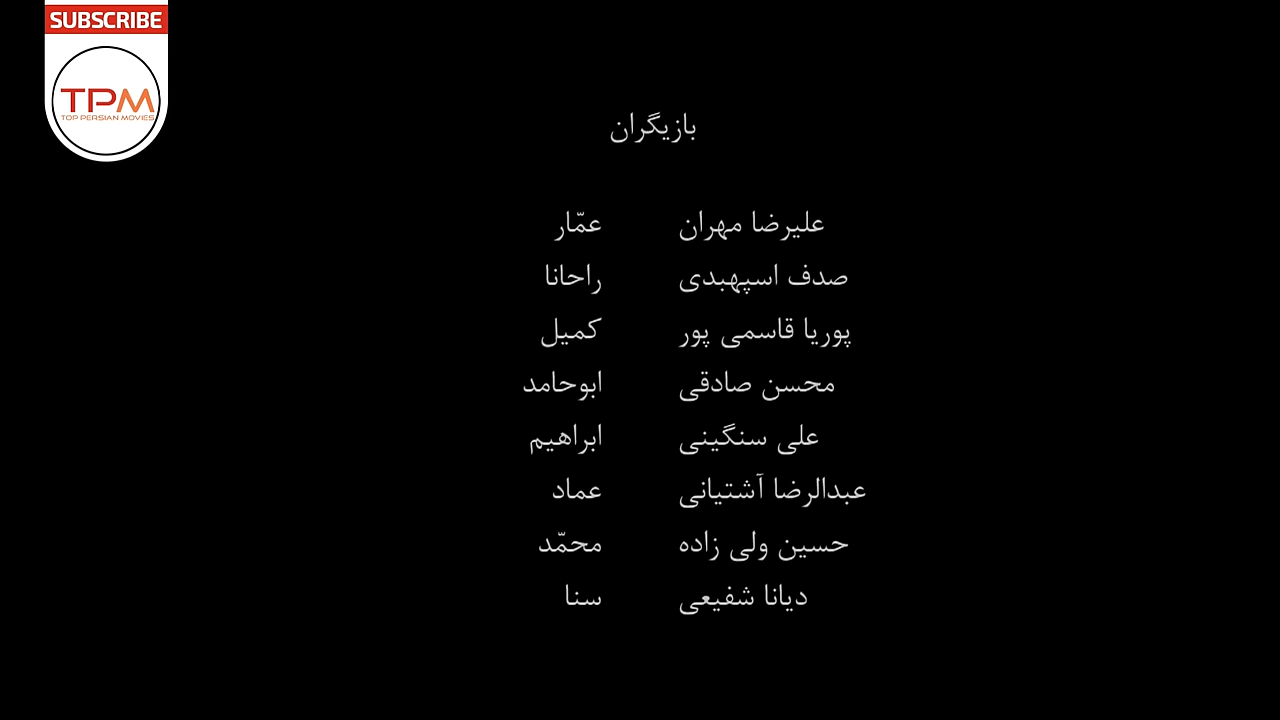 SUBSCRIBE
TPM
TOP PERSIAN MOVIES
بازیگران
علیرضا مهران عمّار
صدف اسپهبدی راحانا
پوریا قاسمی پور کمیل
محسن صادقی ابوحامد
علی سنگینی ابراهیم
عبدالرضا آشتیانی عماد
حسین ولی زاده محمّد
دیانا شفیعی سنا